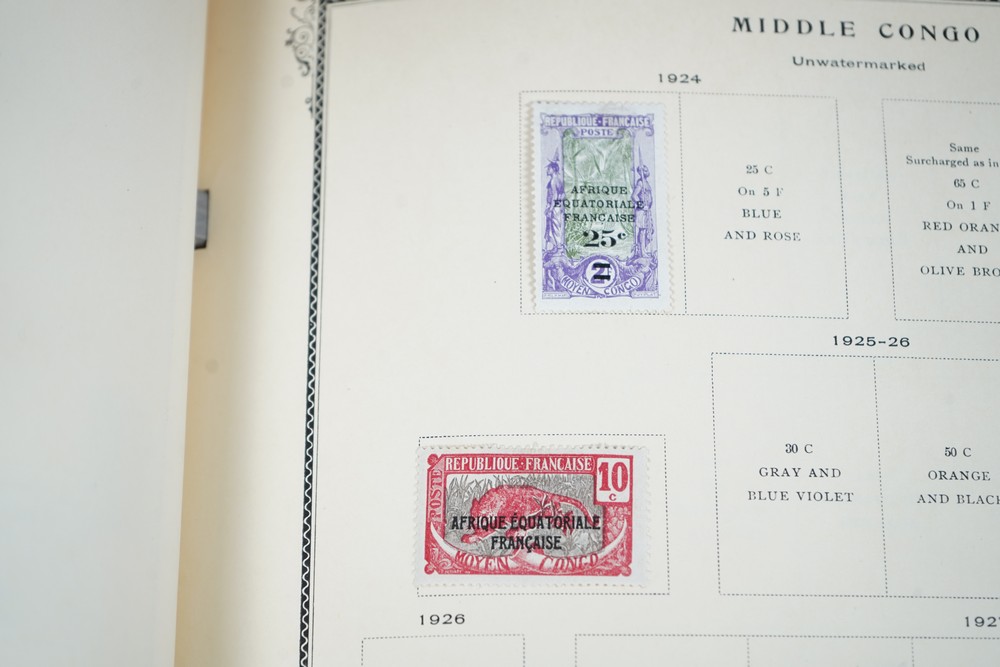 MIDDLE CONGO
Unwatermarked
1924
REPUBLIQUE·FRANÇAISE
POSTE
AFRIQUE
ÉQUATORIALE
FRANÇAISE
25c
2F
MOYEN CONGO
25 C
On 5 F
BLUE
AND ROSE
Same
Surcharged as in
65 C
On 1 F
RED ORAN
AND
OLIVE BRO
1925-26
REPUBLIQUE·FRANÇAISE
10
c
POSTE
AFRIQUE ÉQUATORIALE
FRANÇAISE
MOYEN CONGO
30 C
GRAY AND
BLUE VIOLET
50 C
ORANGE
AND BLACK
1926
192